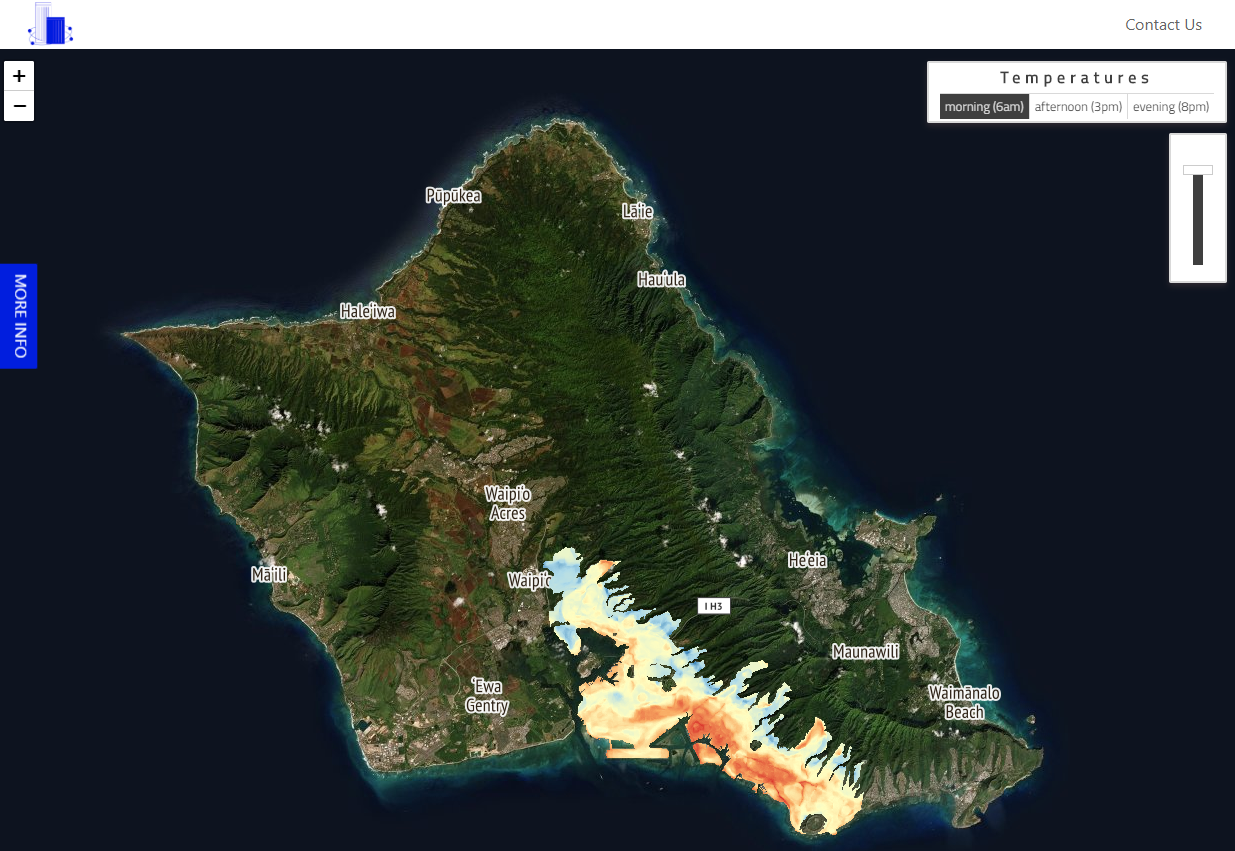 Contact Us
+
−
Temperatures
morning (6am) afternoon (3pm) evening (8pm)
Pūpūkea
Lāʻie
Hauʻula
MORE INFO
Haleʻiwa
Waipiʻo
Acres
Heʻeia
Māʻili
Waipiʻo
I H3
Maunawili
ʻEwa
Gentry
Waimānalo
Beach